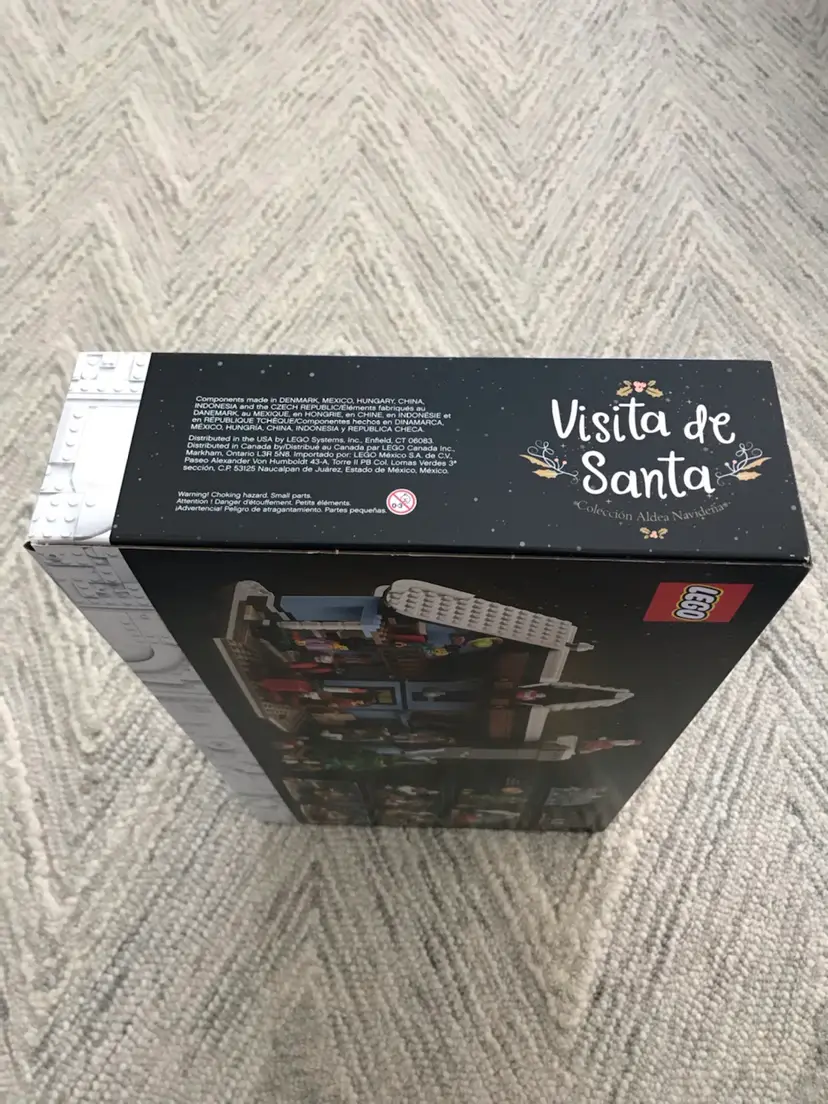 Components made in DENMARK, MEXICO, HUNGARY, CHINA,
INDONESIA and the CZECH REPUBLIC/Éléments fabriqués au
DANEMARK, au MEXIQUE, en HONGRIE, en CHINE, en INDONÉSIE et
en RÉPUBLIQUE TCHÈQUE/Componentes hechos en DINAMARCA,
MÉXICO, HUNGRÍA, CHINA, INDONESIA y REPÚBLICA CHECA.
Distributed in the USA by LEGO Systems, Inc., Enfield, CT 06083.
Distributed in Canada by/Distribué au Canada par LEGO Canada Inc.,
Markham, Ontario L3R 5N8. Importado por: LEGO México S.A. de C.V.,
Paseo Alexander Von Humboldt 43-A, Torre II PB Col. Lomas Verdes 3ª
sección, C.P. 53125 Naucalpan de Juárez, Estado de México, México.
Warning! Choking hazard. Small parts.
Attention ! Danger d'étouffement. Petits éléments.
¡Advertencia! Peligro de atragantamiento. Partes pequeñas.
0-3
Visita de
Santa
Colección Aldea Navideña
LEGO